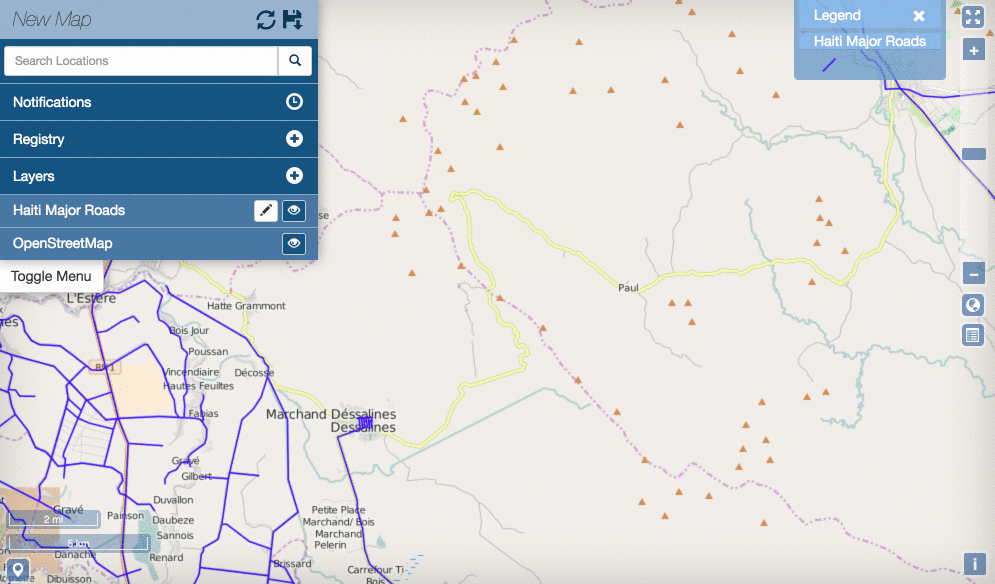 New Map
Search Locations
Notifications
Registry
Layers
Haiti Major Roads
OpenStreetMap
Toggle Menu
Legend
Haiti Major Roads
L'Estère
Hatte Grammont
Bois Jour
Poussan
Vincendiaire
Décosse
Hautes Feuilles
Fabias
Marchand Déssalines
Dessalines
Paul
Gravé
Gilbert
Duvallon
Gravé
Painson
Daubeze
Sannois
Petite Place
Marchand/ Bois
Marchand
Pelerin
2 mi
5 km
Danache
Renard
Brissard
Carrefour Ti
Bois
Dibuisson